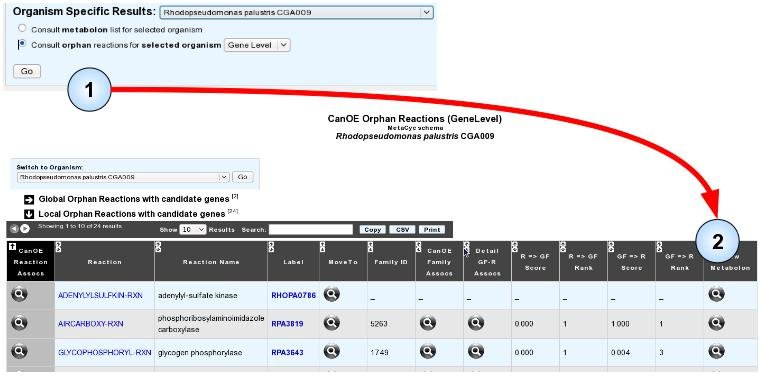 Organism Specific Results: Rhodopseudomonas palustris CGA009
Consult metabolon list for selected organism
Consult orphan reactions for selected organism Gene Level
Go
1
CanOE Orphan Reactions (GeneLevel)
MetaCyc schema
Rhodopseudomonas palustris CGA009
Switch to Organism:
Rhodopseudomonas palustris CGA009 Go
Global Orphan Reactions with candidate genes [2]
Local Orphan Reactions with candidate genes [24]
Showing 1 to 10 of 24 results Show 10 Results Search: Copy CSV Print
2
CanOE Reaction Assocs Reaction Reaction Name Label MoveTo Family ID CanOE Family Assocs Detail GF-R Assocs R => GF Score R => GF Rank GF => R Score GF => R Rank Metabolon
ADENYLYLSULFKIN-RXN adenylyl-sulfate kinase RHOPA0786 _ _ _ _ _ _ _
AIRCARBOXY-RXN phosphoribosylaminoimidazole carboxylase RPA3819 5263 0.000 1 1.000 1
GLYCOPHOSPHORYL-RXN glycogen phosphorylase RPA3643 1749 0.000 1 0.004 3